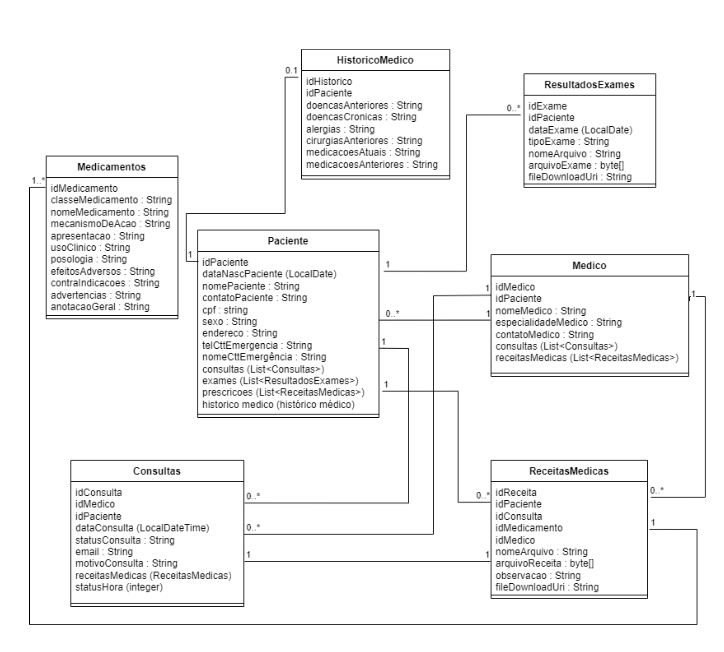 HistoricoMedico
idHistorico
idPaciente
doencasAnteriores : String
doencasCronicas : String
alergias : String
cirurgiasAnteriores : String
medicacoesAtuais : String
medicacoesAnteriores : String
0.1
ResultadosExames
idExame
idPaciente
dataExame (LocalDate)
tipoExame : String
nomeArquivo : String
arquivoExame : byte[]
fileDownloadUri : String
0..*
Medicamentos
idMedicamento
classeMedicamento : String
nomeMedicamento : String
mecanismoDeAcao : String
apresentacao : String
usoClinico : String
posologia : String
efeitosAdversos : String
contraIndicacoes : String
advertencias : String
anotacaoGeral : String
1..*
Paciente
idPaciente
dataNascPaciente (LocalDate)
nomePaciente : String
contatoPaciente : String
cpf : string
sexo : String
endereco : String
telCttEmergencia : String
nomeCttEmergência : String
consultas (List<Consultas>)
exames (List<ResultadosExames>)
prescricoes (List<ReceitasMedicas>)
historico medico (histórico médico)
1
1
0..*
1
1
Medico
idMedico
idPaciente
nomeMedico : String
especialidadeMedico : String
contatoMedico : String
consultas (List<Consultas>)
receitasMedicas (List<ReceitasMedicas>)
1
1
1
Consultas
idConsulta
idMedico
idPaciente
dataConsulta (LocalDateTime)
statusConsulta : String
email : String
motivoConsulta : String
receitasMedicas (ReceitasMedicas)
statusHora (integer)
0..*
0..*
1
ReceitasMedicas
idReceita
idPaciente
idConsulta
idMedicamento
idMedico
nomeArquivo : String
arquivoReceita : byte[]
observacao : String
fileDownloadUri : String
0..*
1
0..*
1